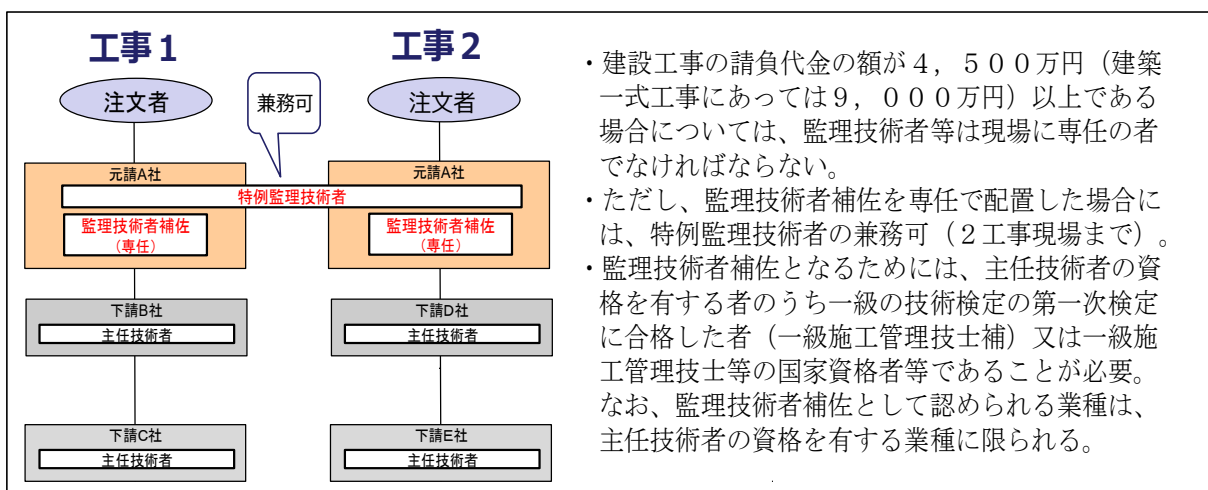 工事1
工事2
注文者
兼務可
注文者
元請A社
元請A社
特例監理技術者
監理技術者補佐
（専任）
監理技術者補佐
（専任）
下請B社
主任技術者
下請D社
主任技術者
下請C社
主任技術者
下請E社
主任技術者
・建設工事の請負代金の額が４，５００万円（建築
一式工事にあっては９，０００万円）以上である
場合については、監理技術者等は現場に専任の者
でなければならない。
・ただし、監理技術者補佐を専任で配置した場合に
は、特例監理技術者の兼務可（２工事現場まで）。
・監理技術者補佐となるためには、主任技術者の資
格を有する者のうち一級の技術検定の第一次検定
に合格した者（一級施工管理技士補）又は一級施
工管理技士等の国家資格者等であることが必要。
なお、監理技術者補佐として認められる業種は、
主任技術者の資格を有する業種に限られる。